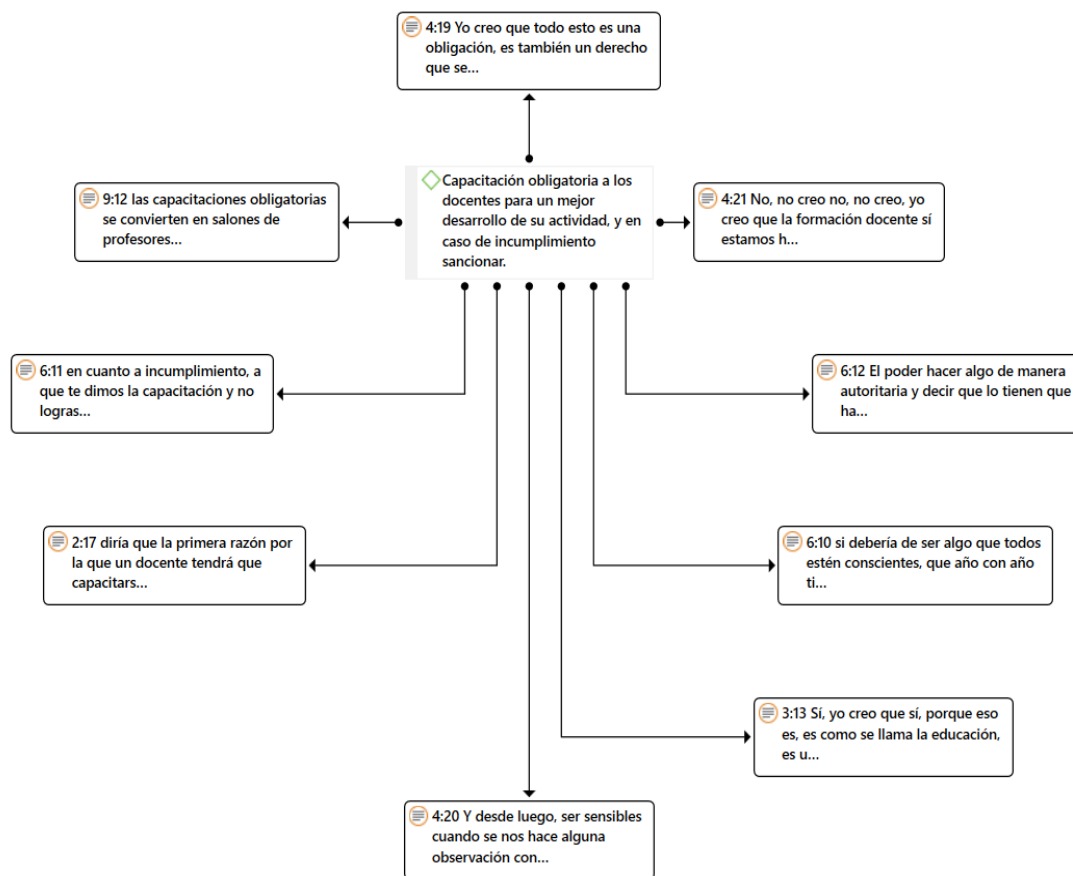 4:19 Yo creo que todo esto es una
obligación, es también un derecho
que se...
9:12 las capacitaciones obligatorias
se convierten en salones de
profesores...
Capacitación obligatoria a los
docentes para un mejor
desarrollo de su actividad, y en
caso de incumplimiento
sancionar.
4:21 No, no creo no, no creo, yo
creo que la formación docente sí
estamos h...
6:11 en cuanto a incumplimiento, a
que te dimos la capacitación y no
logras...
6:12 El poder hacer algo de manera
autoritaria y decir que lo tienen que
ha...
2:17 diría que la primera razón por
la que un docente tendrá que
capacitars...
6:10 si debería de ser algo que todos
estén conscientes, que año con año
ti...
3:13 Sí, yo creo que sí, porque eso
es, es como se llama la educación,
es u...
4:20 Y desde luego, ser sensibles
cuando se nos hace alguna
observación con...